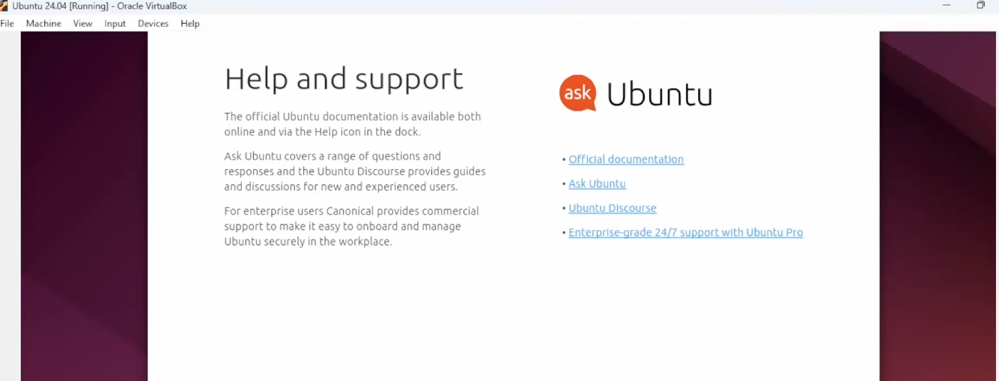 Ubuntu 24.04 [Running] - Oracle VirtualBox
File Machine View Input Devices Help
Help and support
The official Ubuntu documentation is available both
online and via the Help icon in the dock.
Ask Ubuntu covers a range of questions and
responses and the Ubuntu Discourse provides guides
and discussions for new and experienced users.
For enterprise users Canonical provides commercial
support to make it easy to onboard and manage
Ubuntu securely in the workplace.
ask Ubuntu
• Official documentation
• Ask Ubuntu
• Ubuntu Discourse
• Enterprise-grade 24/7 support with Ubuntu Pro